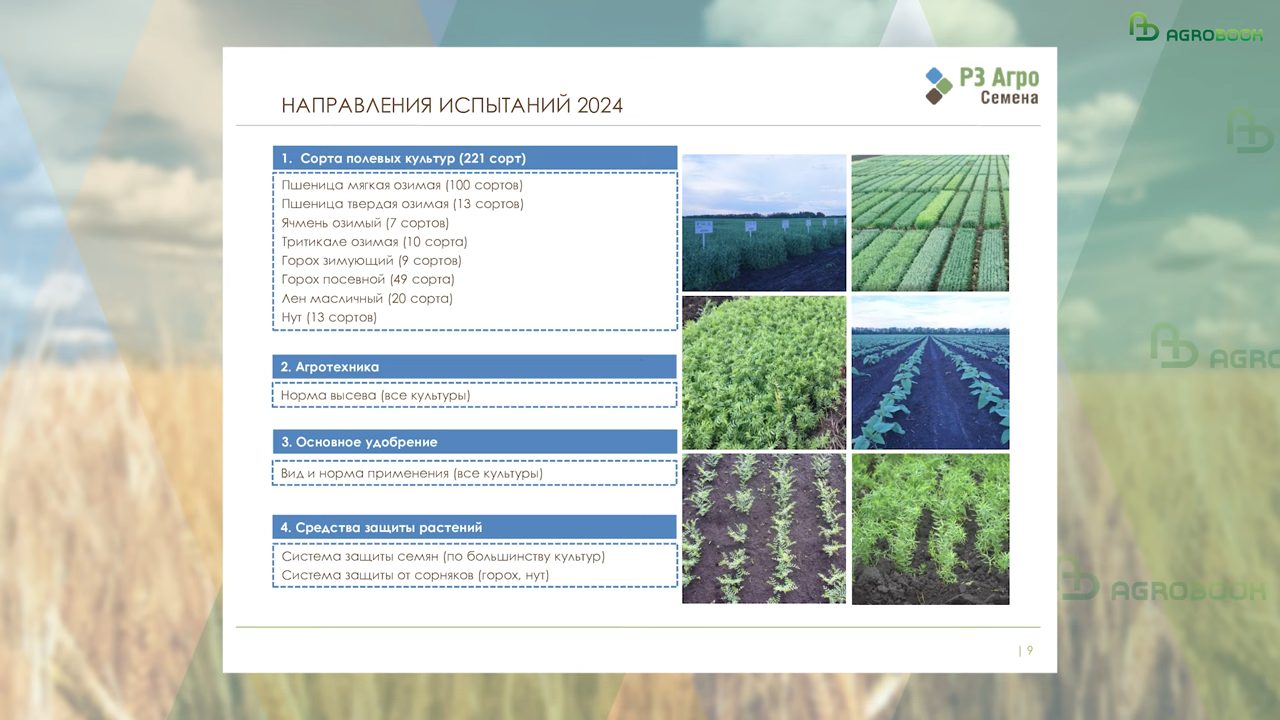 AGROBOOK
РЗ Агро
Семена
НАПРАВЛЕНИЯ ИСПЫТАНИЙ 2024
1. Сорта полевых культур (221 сорт)
Пшеница мягкая озимая (100 сортов)
Пшеница твердая озимая (13 сортов)
Ячмень озимый (7 сортов)
Тритикале озимая (10 сорта)
Горох зимующий (9 сортов)
Горох посевной (49 сорта)
Лен масличный (20 сорта)
Нут (13 сортов)
2. Агротехника
Норма высева (все культуры)
3. Основное удобрение
Вид и норма применения (все культуры)
4. Средства защиты растений
Система защиты семян (по большинству культур)
Система защиты от сорняков (горох, нут)
AGRO
AGROBOOK
| 9